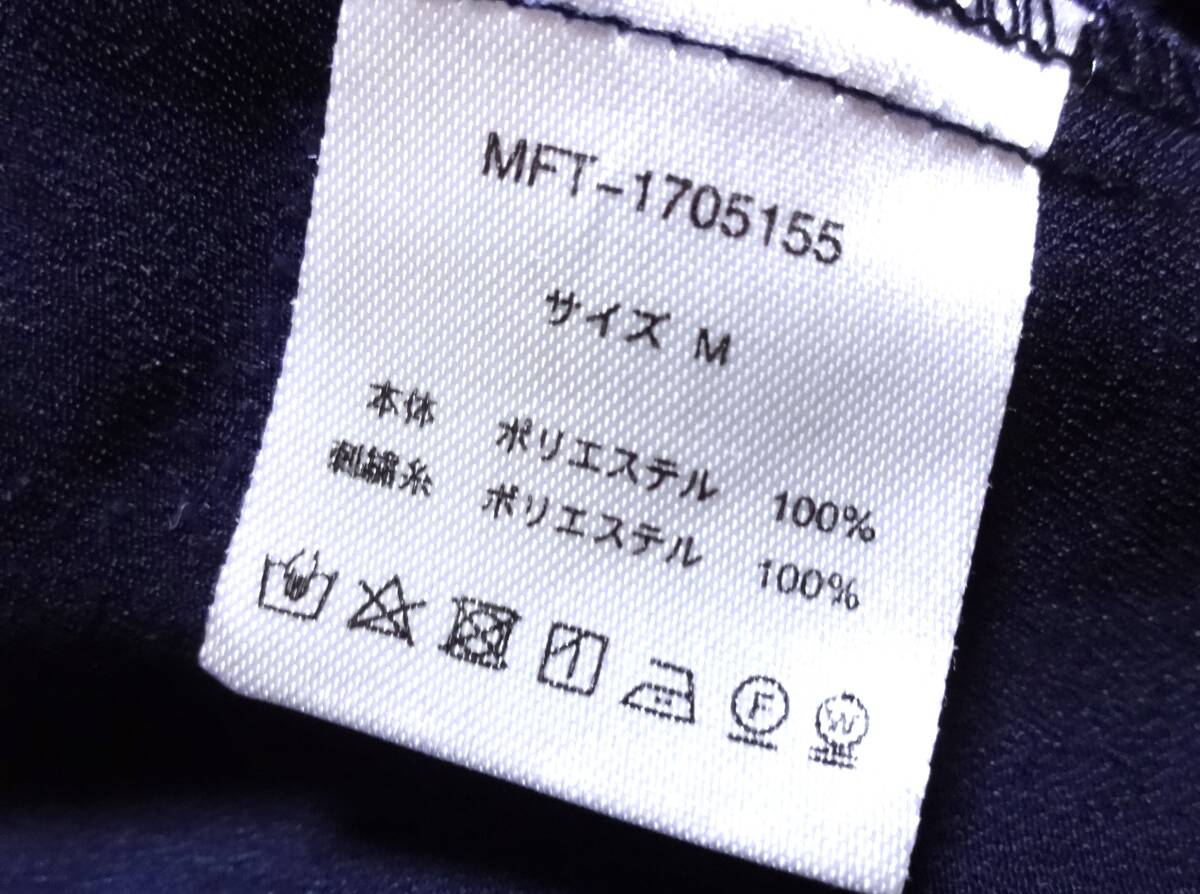 MFT-1705155
サイズ M
本体 ポリエステル 100%
刺繍糸 ポリエステル 100%
F W